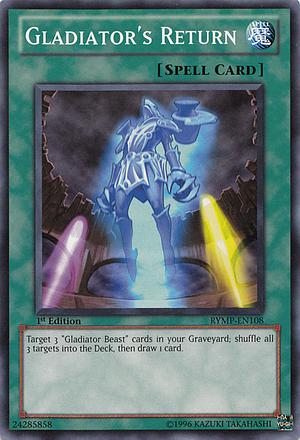 GLADIATOR'S RETURN
[SPELL CARD]
1st Edition
RYMP-EN108
Target 3 "Gladiator Beast" cards in your Graveyard; shuffle all
3 targets into the Deck, then draw 1 card.
24285858
©1996 KAZUKI TAKAHASHI